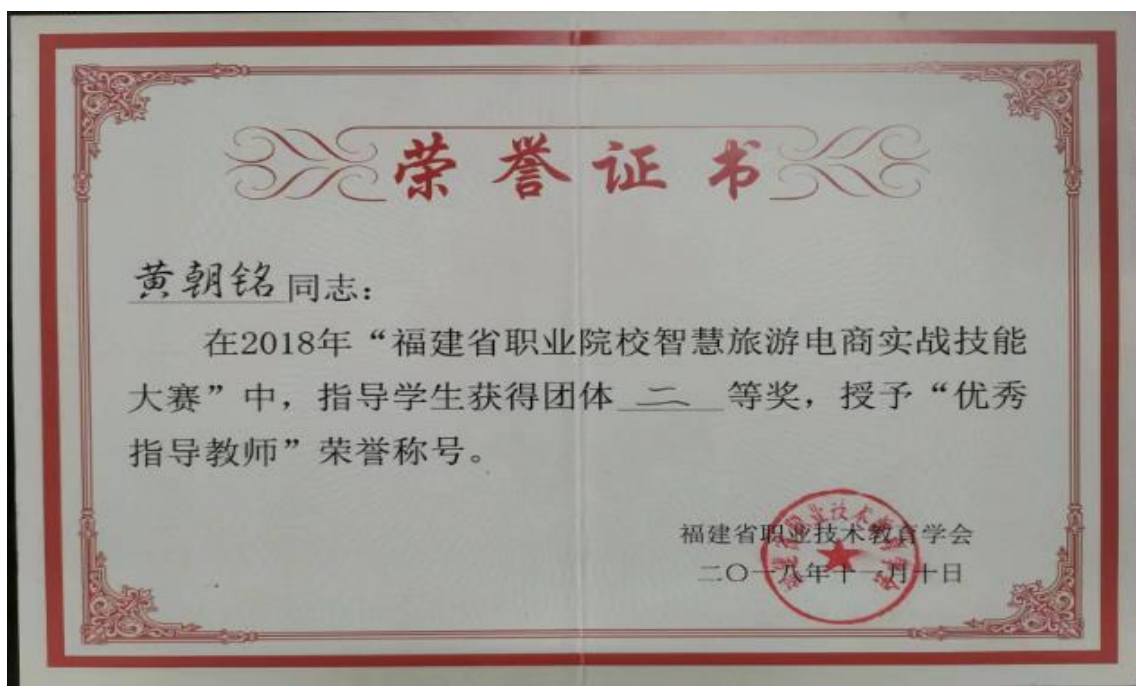 荣誉证书
黄朝铭同志：
在2018年“福建省职业院校智慧旅游电商实战技能
大赛”中，指导学生获得团体 二 等奖，授予“优秀
指导教师”荣誉称号。
福建省职业技术教育学会
二〇一八年十一月十日